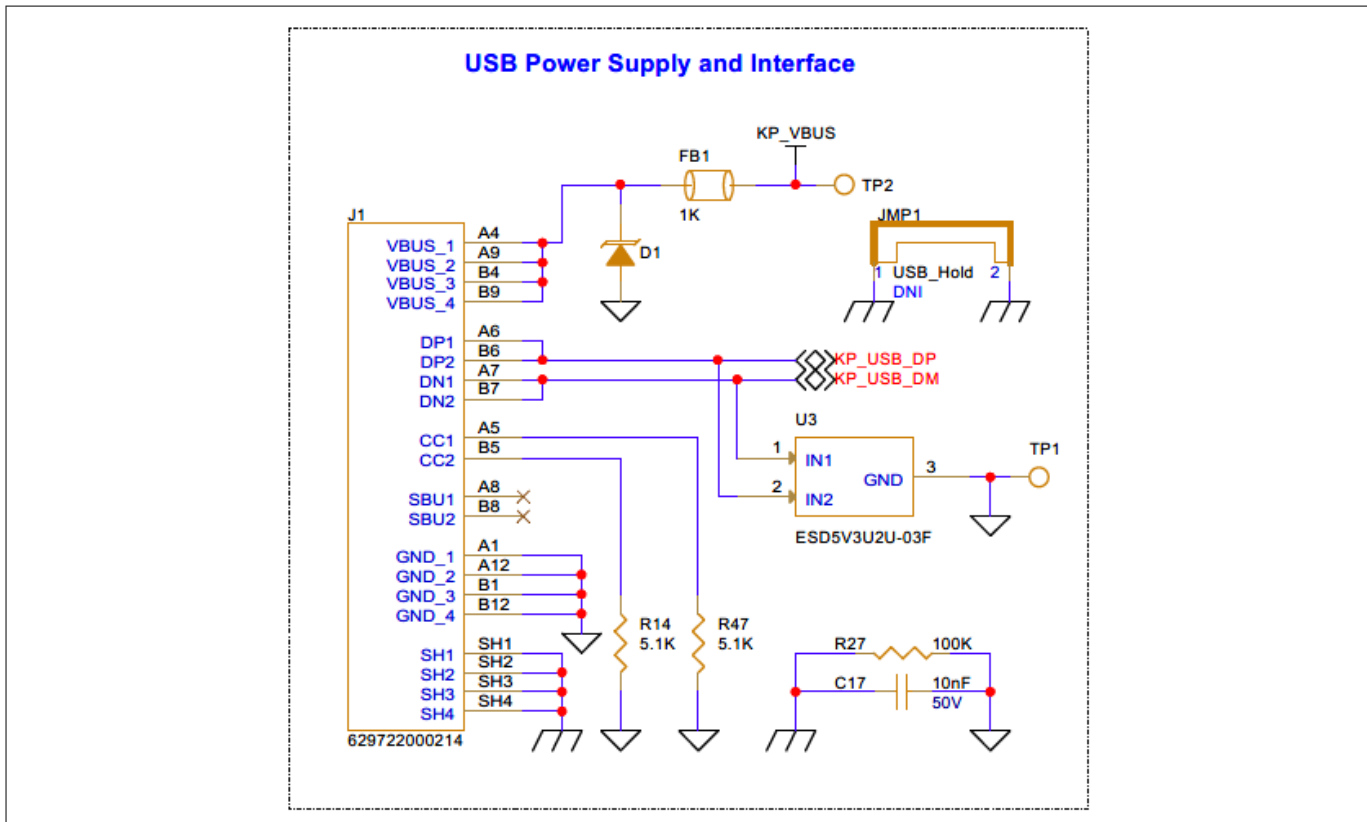 USB Power Supply and Interface
KP_VBUS
FB1
1K
TP2
J1
JMP1
VBUS_1 A4
VBUS_2 A9
VBUS_3 B4
VBUS_4 B9
D1
1 USB_Hold 2
DNI
DP1 A6
DP2 B6
DN1 A7
DN2 B7
KP_USB_DP
KP_USB_DM
U3
CC1 A5
CC2 B5
1 IN1
2 IN2
GND 3
TP1
ESD5V3U2U-03F
SBU1 A8
SBU2 B8
GND_1 A1
GND_2 A12
GND_3 B1
GND_4 B12
R14
5.1K
R47
5.1K
SH1 SH1
SH2 SH2
SH3 SH3
SH4 SH4
R27 100K
C17 10nF
50V
629722000214